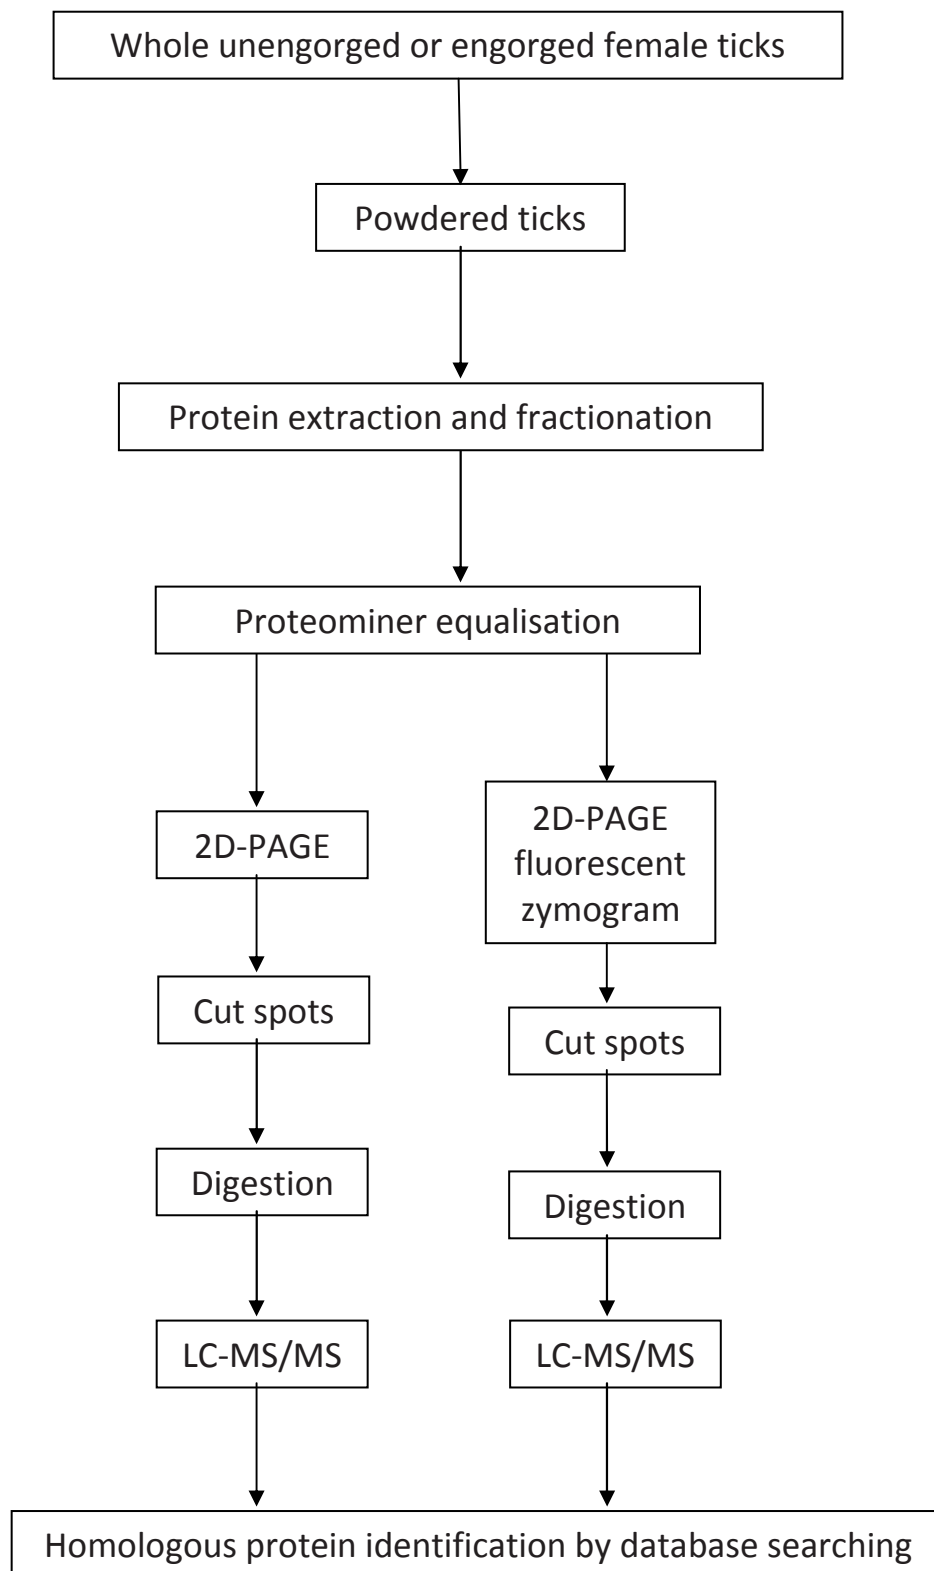 Whole unengorged or engorged female ticks
Powdered ticks
Protein extraction and fractionation
Proteominer equalisation
2D-PAGE
Cut spots
Digestion
LC-MS/MS
2D-PAGE
fluorescent
zymogram
Cut spots
Digestion
LC-MS/MS
Homologous protein identification by database searching